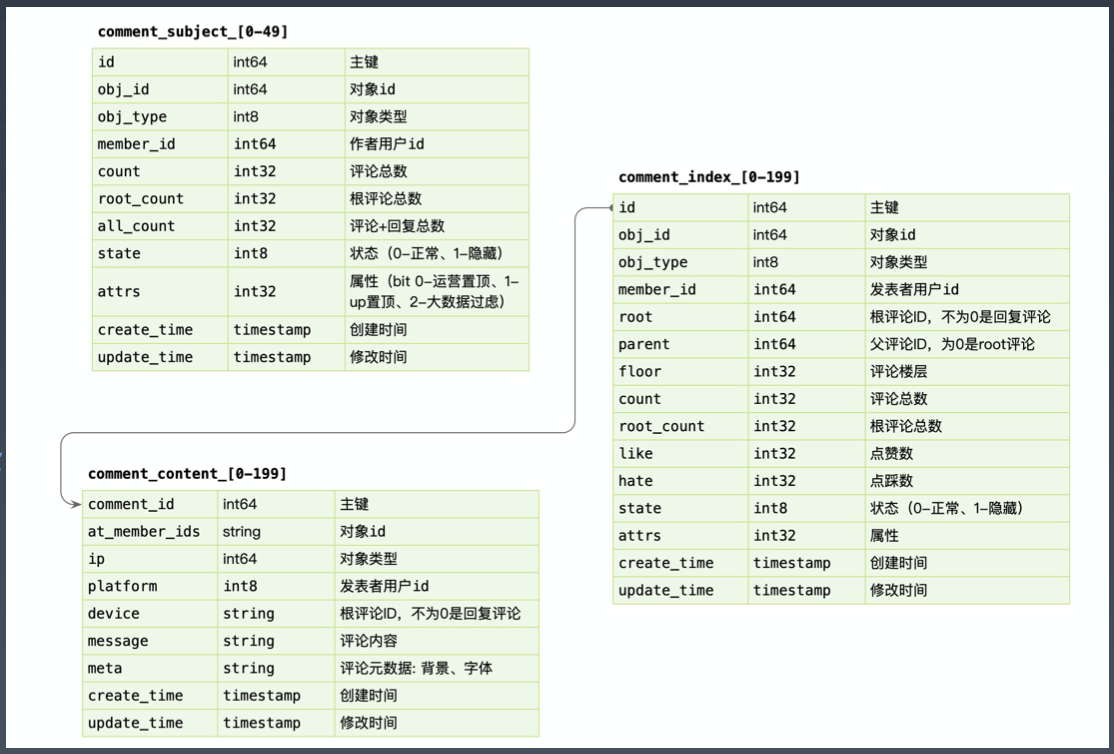 comment_subject_[0-49]
id int64 主键
obj_id int64 对象id
obj_type int8 对象类型
member_id int64 作者用户id
count int32 评论总数
root_count int32 根评论总数
all_count int32 评论+回复总数
state int8 状态（0-正常、1-隐藏）
attrs int32 属性（bit 0-运营置顶、1-
up置顶、2-大数据过虑）
create_time timestamp 创建时间
update_time timestamp 修改时间
comment_index_[0-199]
id int64 主键
obj_id int64 对象id
obj_type int8 对象类型
member_id int64 发表者用户id
root int64 根评论ID，不为0是回复评论
parent int64 父评论ID，为0是root评论
floor int32 评论楼层
count int32 评论总数
root_count int32 根评论总数
like int32 点赞数
hate int32 点踩数
state int8 状态（0-正常、1-隐藏）
attrs int32 属性
create_time timestamp 创建时间
update_time timestamp 修改时间
comment_content_[0-199]
comment_id int64 主键
at_member_ids string 对象id
ip int64 对象类型
platform int8 发表者用户id
device string 根评论ID，不为0是回复评论
message string 评论内容
meta string 评论元数据: 背景、字体
create_time timestamp 创建时间
update_time timestamp 修改时间